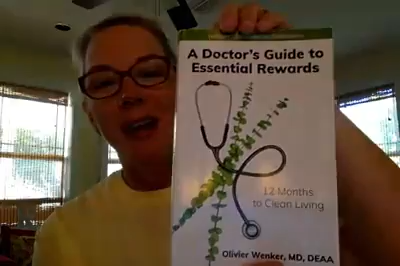 A Doctor's Guide to
Essential Rewards
12 Months
to Clean Living
Olivier Wenker, MD, DEAA